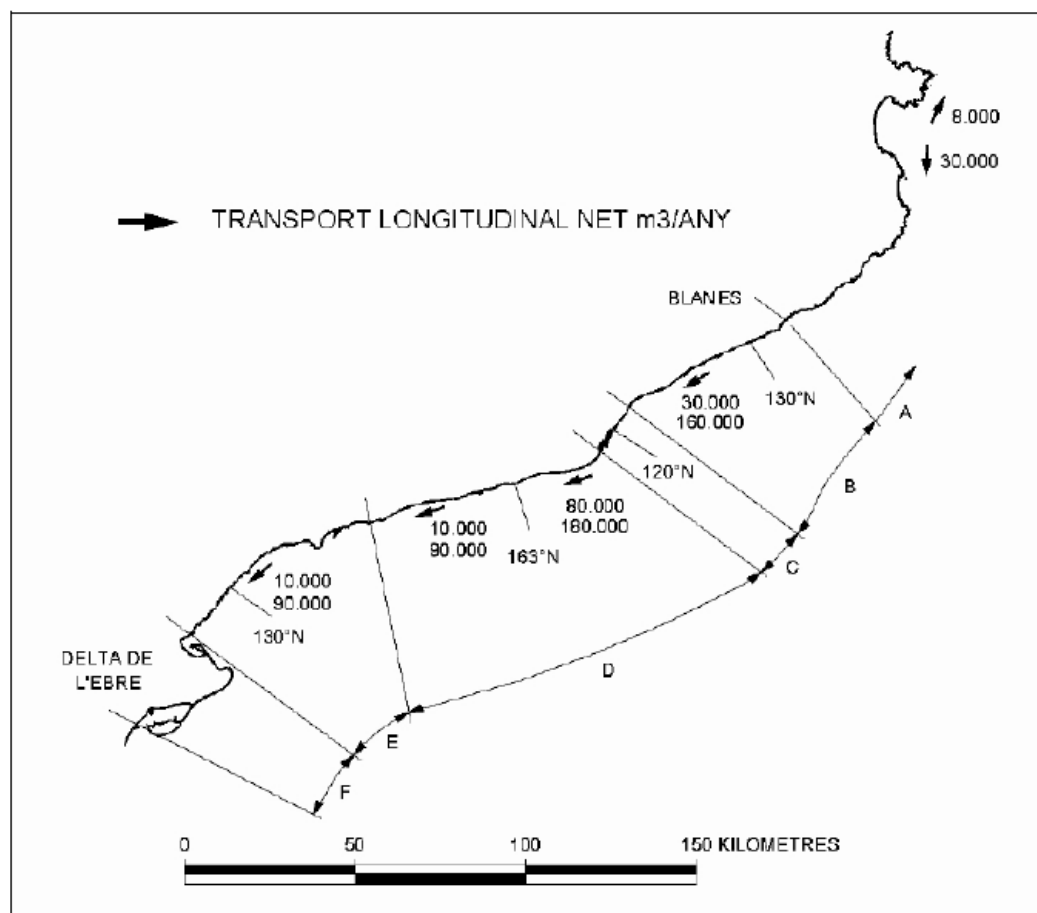 8.000
30.000
TRANSPORT LONGITUDINAL NET m3/ANY
BLANES
130°N
30.000
160.000
A
120°N
B
80.000
160.000
10.000
90.000
163°N
C
10.000
90.000
130°N
D
DELTA DE
L'EBRE
E
F
0 50 100 150 KILOMETRES